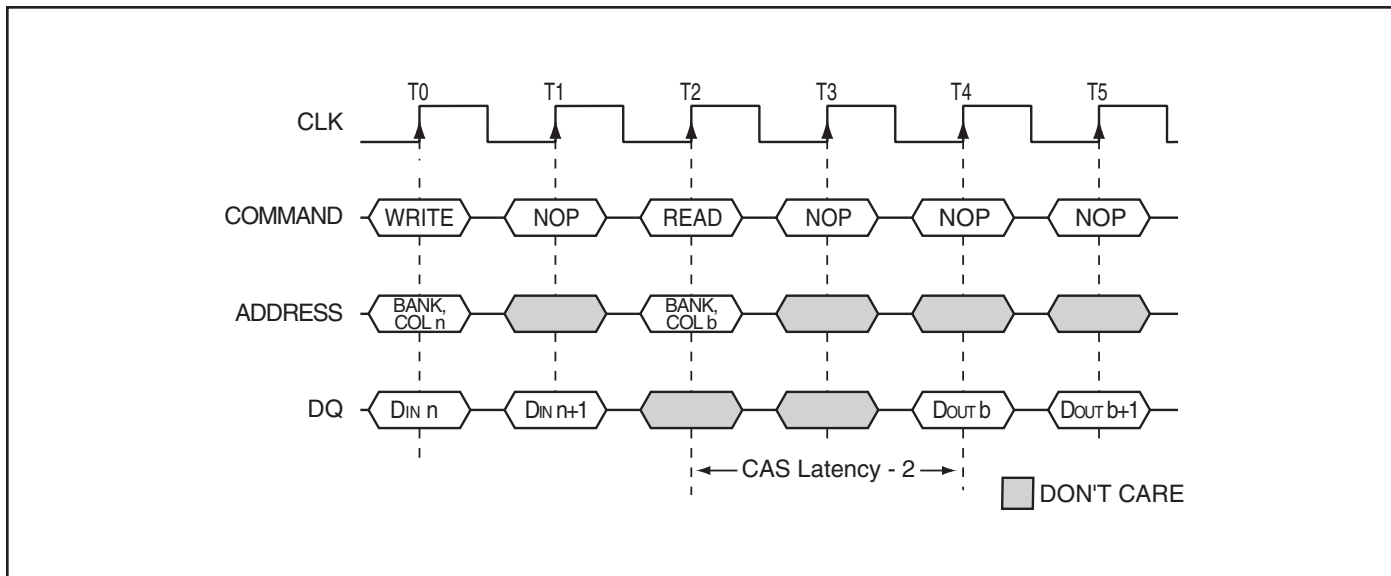 T0 T1 T2 T3 T4 T5
CLK
COMMAND WRITE NOP READ NOP NOP NOP
ADDRESS BANK, COL n BANK, COL b
DQ DIN n DIN n+1 DOUT b DOUT b+1
CAS Latency - 2
DON'T CARE